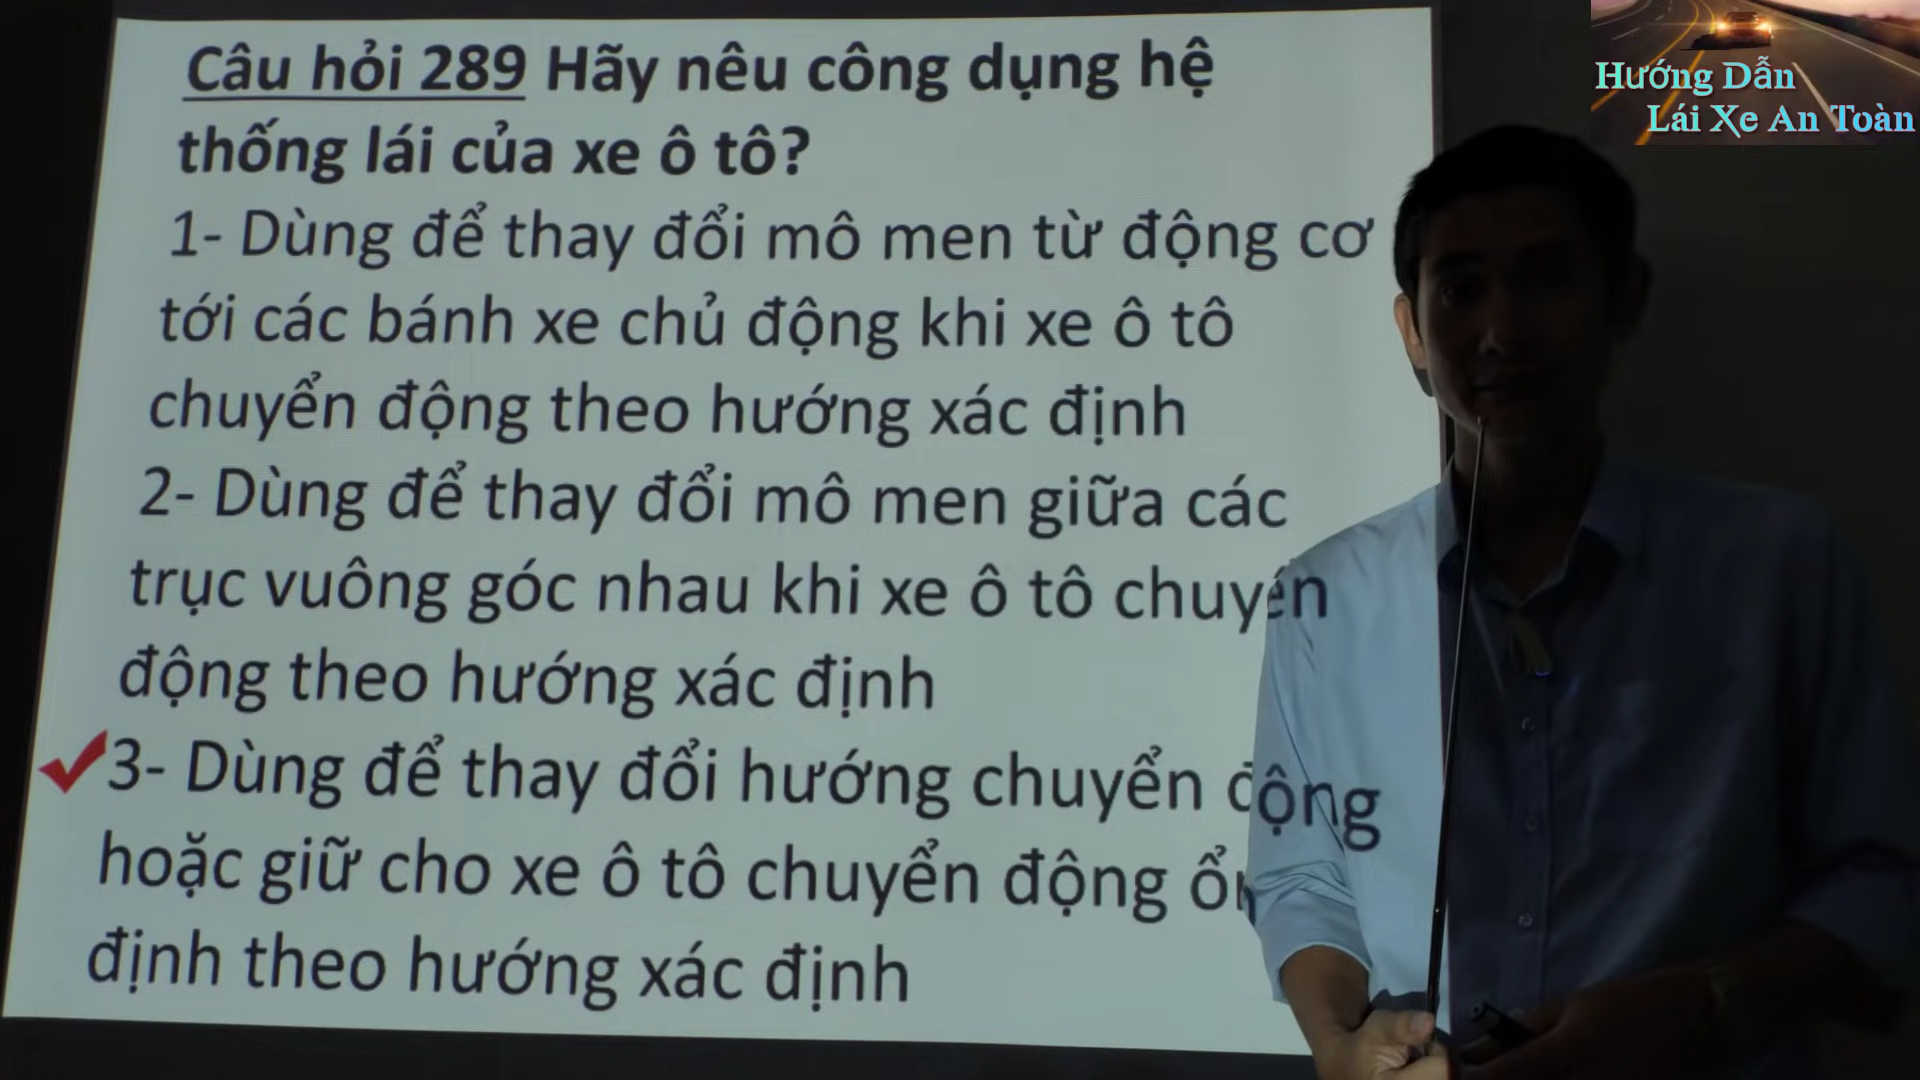 Câu hỏi 289 Hãy nêu công dụng hệ
thống lái của xe ô tô?
1- Dùng để thay đổi mô men từ động cơ
tới các bánh xe chủ động khi xe ô tô
chuyển động theo hướng xác định
2- Dùng để thay đổi mô men giữa các
trục vuông góc nhau khi xe ô tô chuyển
động theo hướng xác định
3- Dùng để thay đổi hướng chuyển động
hoặc giữ cho xe ô tô chuyển động ổn
định theo hướng xác định
Hướng Dẫn
Lái Xe An Toàn